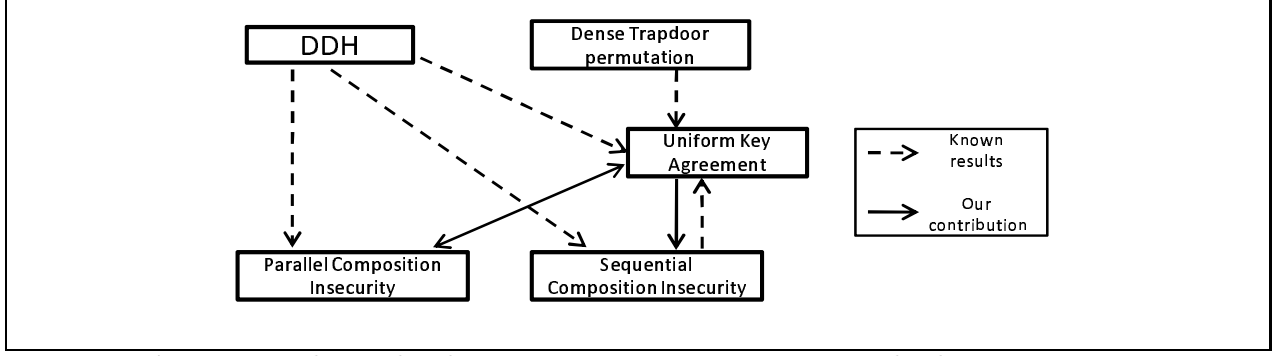 DDH
Dense Trapdoor
permutation
Uniform Key
Agreement
Known
results
Our
contribution
Parallel Composition
Insecurity
Sequential
Composition Insecurity